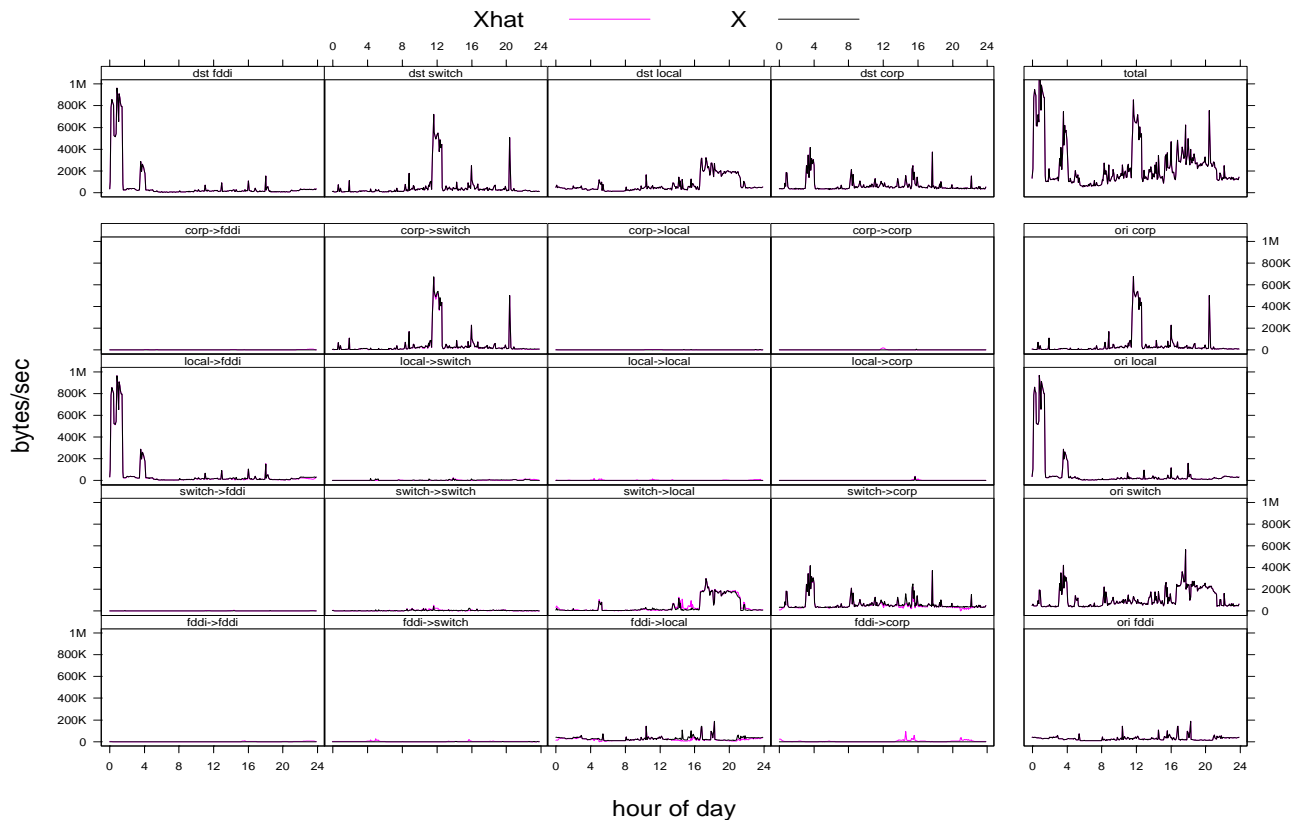 Xhat X
0 4 8 12 16 20 24 0 4 8 12 16 20 24
dst fddi dst switch dst local dst corp total
1M
800K
600K
400K
200K
0
corp->fddi corp->switch corp->local corp->corp ori corp
1M
800K
600K
400K
200K
0
local->fddi local->switch local->local local->corp ori local
1M
800K
600K
400K
200K
0
switch->fddi switch->switch switch->local switch->corp ori switch
1M
800K
600K
400K
200K
0
fddi->fddi fddi->switch fddi->local fddi->corp ori fddi
1M
800K
600K
400K
200K
0
0 4 8 12 16 20 24 0 4 8 12 16 20 24 0 4 8 12 16 20 24
bytes/sec
hour of day